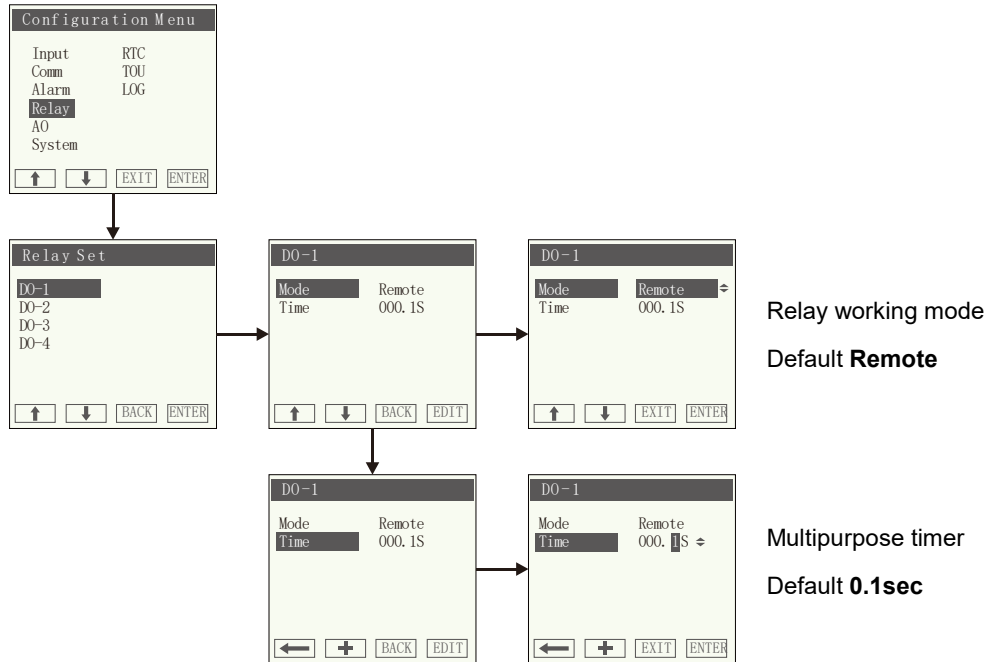 Configuration Menu
Input RTC
Comm TOU
Alarm LOG
Relay
AO
System
EXIT ENTER
Relay Set
DO-1
DO-2
DO-3
DO-4
BACK ENTER
DO-1
Mode Remote
Time 000.1S
BACK EDIT
DO-1
Mode Remote
Time 000.1S
EXIT ENTER
Relay working mode
Default Remote
DO-1
Mode Remote
Time 000.1S
BACK EDIT
DO-1
Mode Remote
Time 000.1S
EXIT ENTER
Multipurpose timer
Default 0.1sec